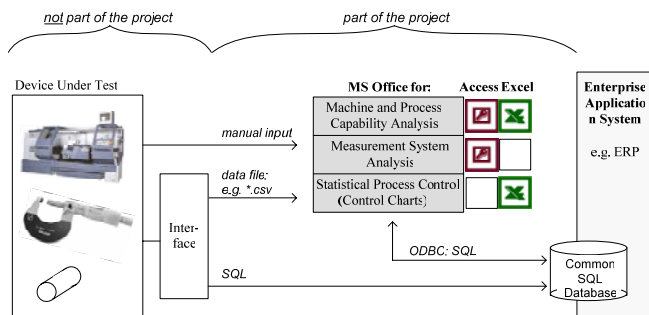 not part of the project
part of the project
Device Under Test
MS Office for:
Access
Excel
Enterprise
Applicatio
n System
e.g. ERP
Machine and Process
Capability Analysis
Measurement System
Analysis
Statistical Process Control
(Control Charts)
manual input
data file:
e.g. *.csv
Inter-
face
ODBC: SQL
SQL
Common
SQL
Database